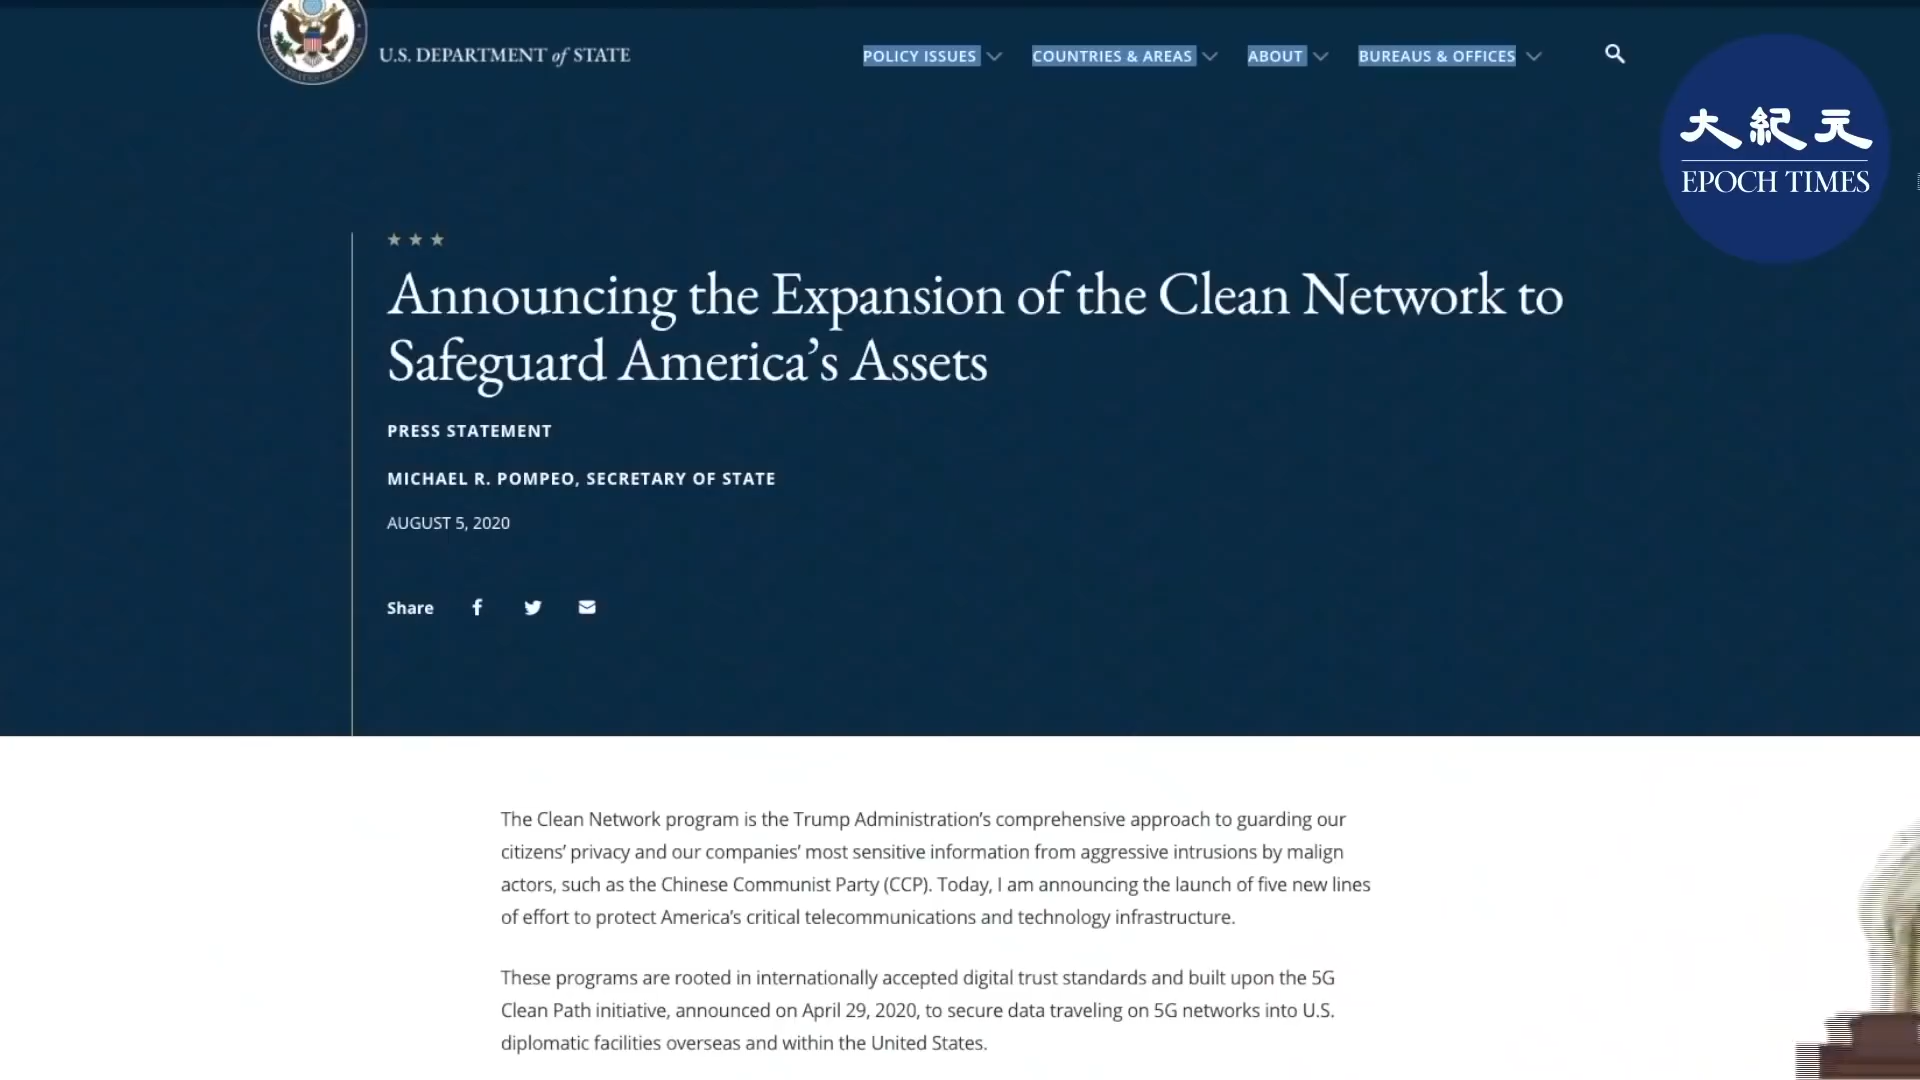 U.S. DEPARTMENT of STATE
POLICY ISSUES
COUNTRIES & AREAS
ABOUT
BUREAUS & OFFICES
大紀元
EPOCH TIMES
Announcing the Expansion of the Clean Network to
Safeguard America’s Assets
PRESS STATEMENT
MICHAEL R. POMPEO, SECRETARY OF STATE
AUGUST 5, 2020
Share
The Clean Network program is the Trump Administration’s comprehensive approach to guarding our
citizens’ privacy and our companies’ most sensitive information from aggressive intrusions by malign
actors, such as the Chinese Communist Party (CCP). Today, I am announcing the launch of five new lines
of effort to protect America’s critical telecommunications and technology infrastructure.
These programs are rooted in internationally accepted digital trust standards and built upon the 5G
Clean Path initiative, announced on April 29, 2020, to secure data traveling on 5G networks into U.S.
diplomatic facilities overseas and within the United States.